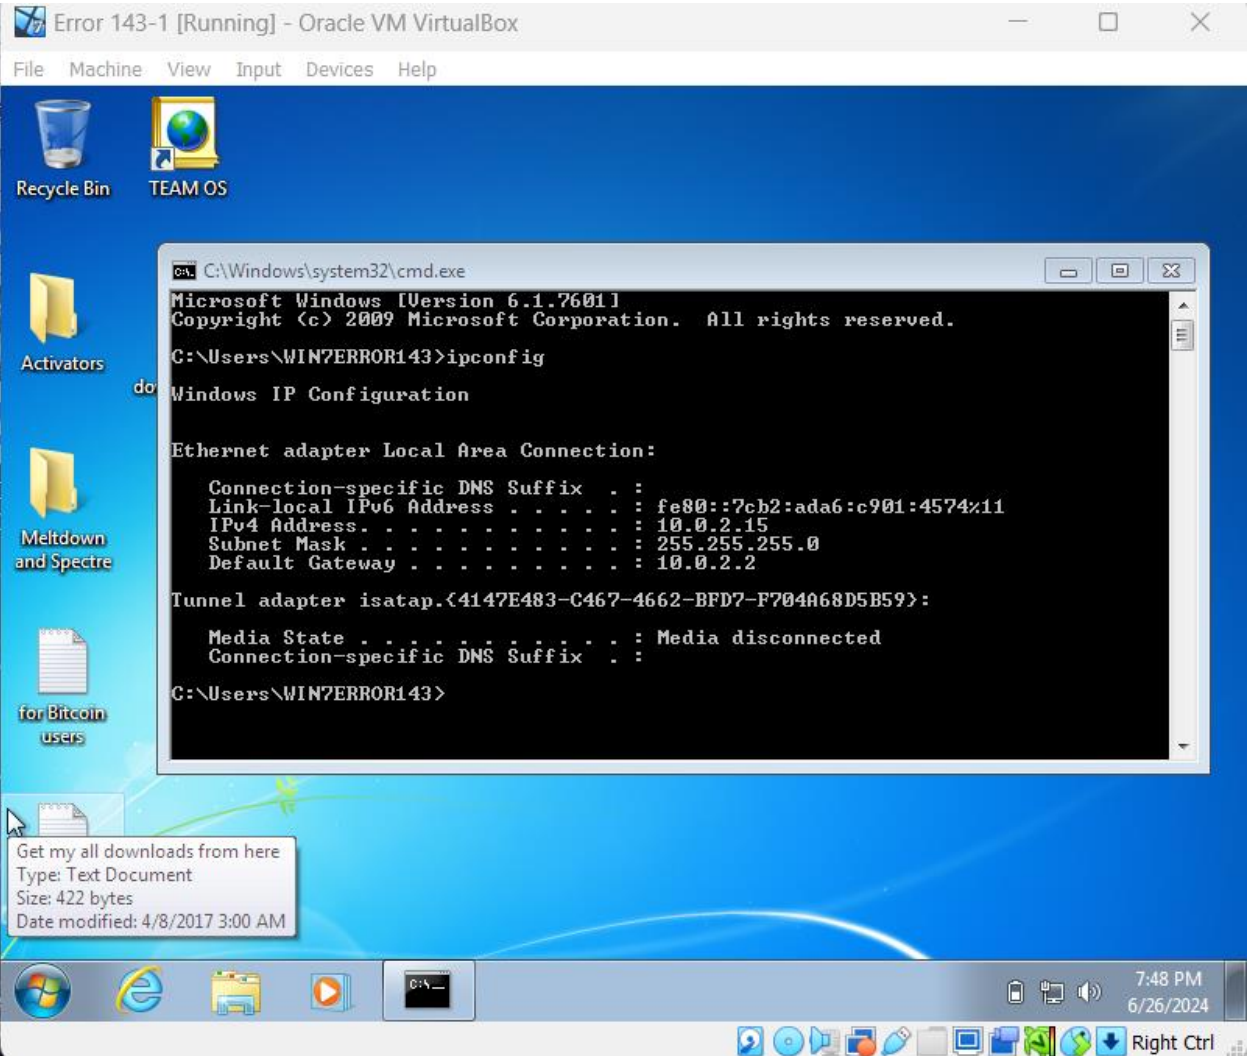 Error 143-1 [Running] - Oracle VM VirtualBox
File Machine View Input Devices Help
Recycle Bin
TEAM OS
Activators
do
Meltdown
and Spectre
for Bitcoin
users
C:\Windows\system32\cmd.exe
Microsoft Windows [Version 6.1.7601]
Copyright (c) 2009 Microsoft Corporation.  All rights reserved.
C:\Users\WIN7ERROR143>ipconfig
Windows IP Configuration
Ethernet adapter Local Area Connection:
Connection-specific DNS Suffix  . :
Link-local IPv6 Address . . . . . : fe80::7cb2:ada6:c901:4574%11
IPv4 Address. . . . . . . . . . . : 10.0.2.15
Subnet Mask . . . . . . . . . . . : 255.255.255.0
Default Gateway . . . . . . . . . : 10.0.2.2
Tunnel adapter isatap.{4147E483-C467-4662-BFD7-F704A68D5B59}:
Media State . . . . . . . . . . . : Media disconnected
Connection-specific DNS Suffix  . :
C:\Users\WIN7ERROR143>
Get my all downloads from here
Type: Text Document
Size: 422 bytes
Date modified: 4/8/2017 3:00 AM
C:\_
7:48 PM
6/26/2024
Right Ctrl